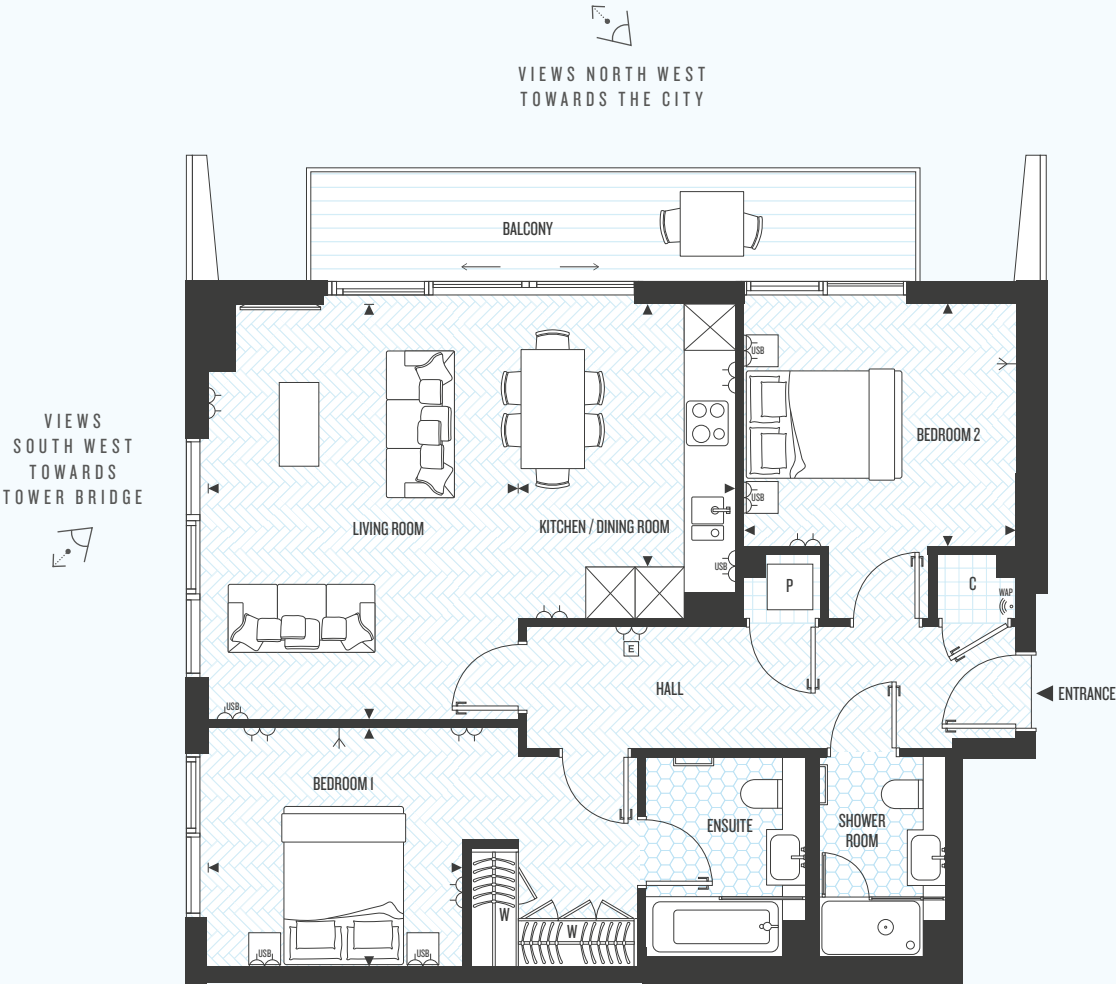 VIEWS NORTH WEST
TOWARDS THE CITY
BALCONY
VIEWS
SOUTH WEST
TOWARDS
TOWER BRIDGE
USB
BEDROOM 2
USB
LIVING ROOM
KITCHEN / DINING ROOM
USB
P
C
WAP
E
HALL
ENTRANCE
USB
BEDROOM 1
ENSUITE
SHOWER
ROOM
W
W
USB
USB